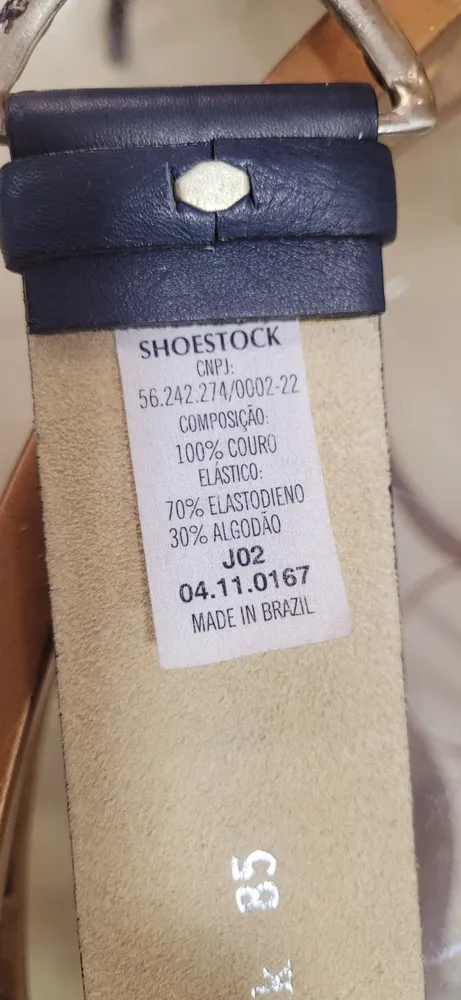 SHOESTOCK
CNPJ:
56.242.274/0002-22
COMPOSIÇÃO:
100% COURO
ELÁSTICO:
70% ELASTODIENO
30% ALGODÃO
J02
04.11.0167
MADE IN BRAZIL
85
k